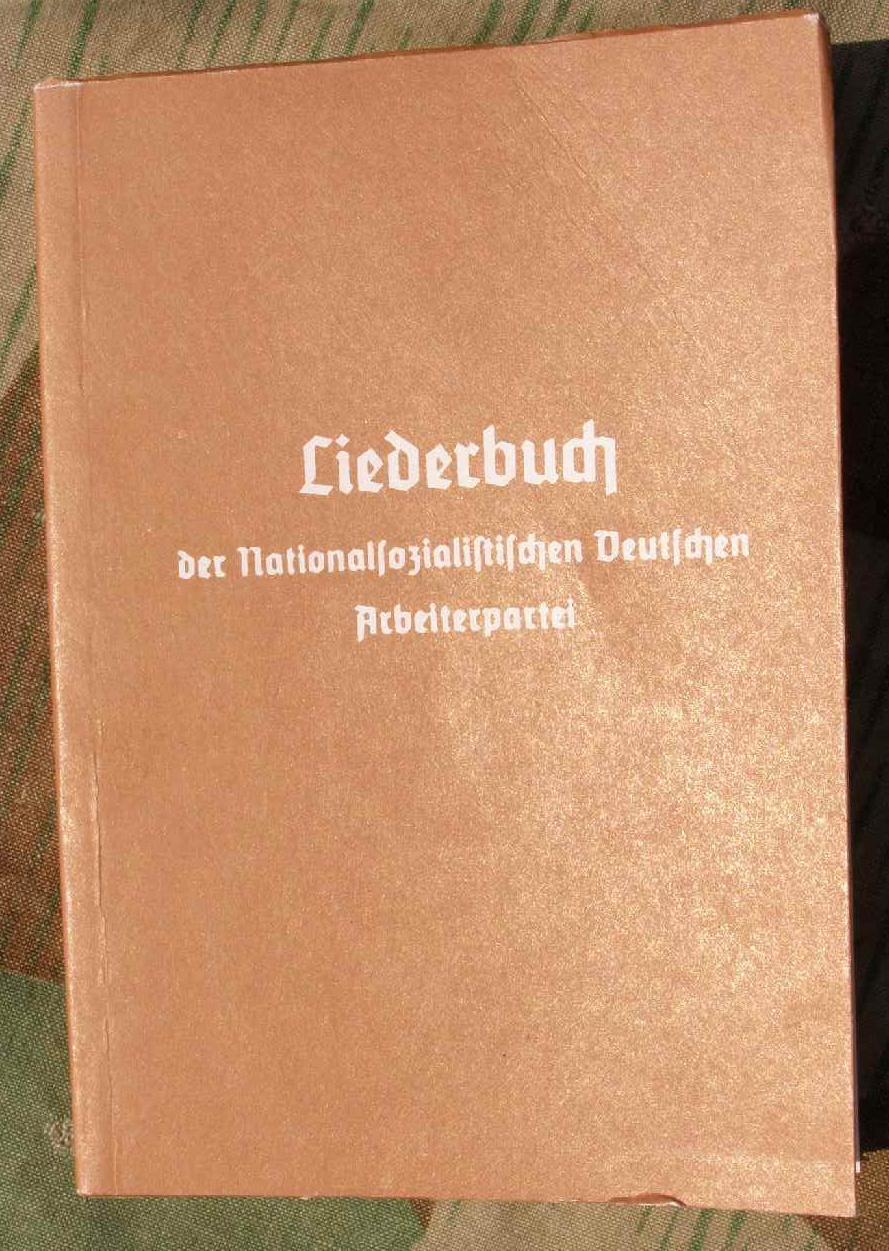 Liederbuch
der Nationalſozialiſtiſchen Deutſchen
Arbeiterpartei